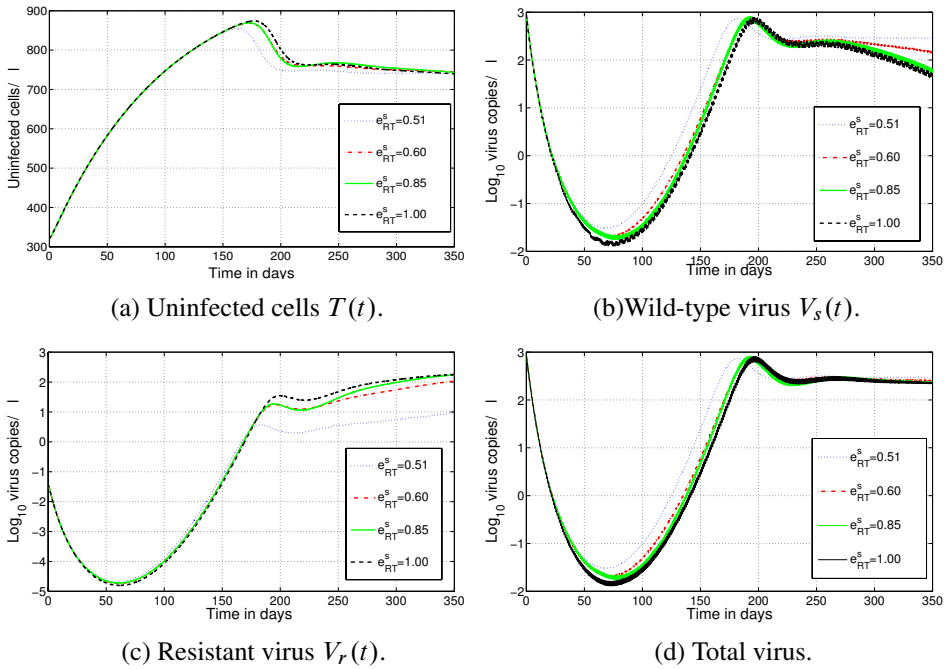 900
800
700
600
500
400
300
0 50 100 150 200 250 300 350
Uninfected cells/ l
Time in days
e^s_RT=0.51
e^s_RT=0.60
e^s_RT=0.85
e^s_RT=1.00
(a) Uninfected cells T(t).
3
2
1
0
−1
−2
0 50 100 150 200 250 300 350
Log10 virus copies/ l
Time in days
e^s_RT=0.51
e^s_RT=0.60
e^s_RT=0.85
e^s_RT=1.00
(b)Wild-type virus V_s(t).
3
2
1
0
−1
−2
−3
−4
−5
0 50 100 150 200 250 300 350
Log10 virus copies/ l
Time in days
e^s_RT=0.51
e^s_RT=0.60
e^s_RT=0.85
e^s_RT=1.00
(c) Resistant virus V_r(t).
3
2
1
0
−1
−2
0 50 100 150 200 250 300 350
Log10 virus copies/ l
Time in days
e^s_RT=0.51
e^s_RT=0.60
e^s_RT=0.85
e^s_RT=1.00
(d) Total virus.